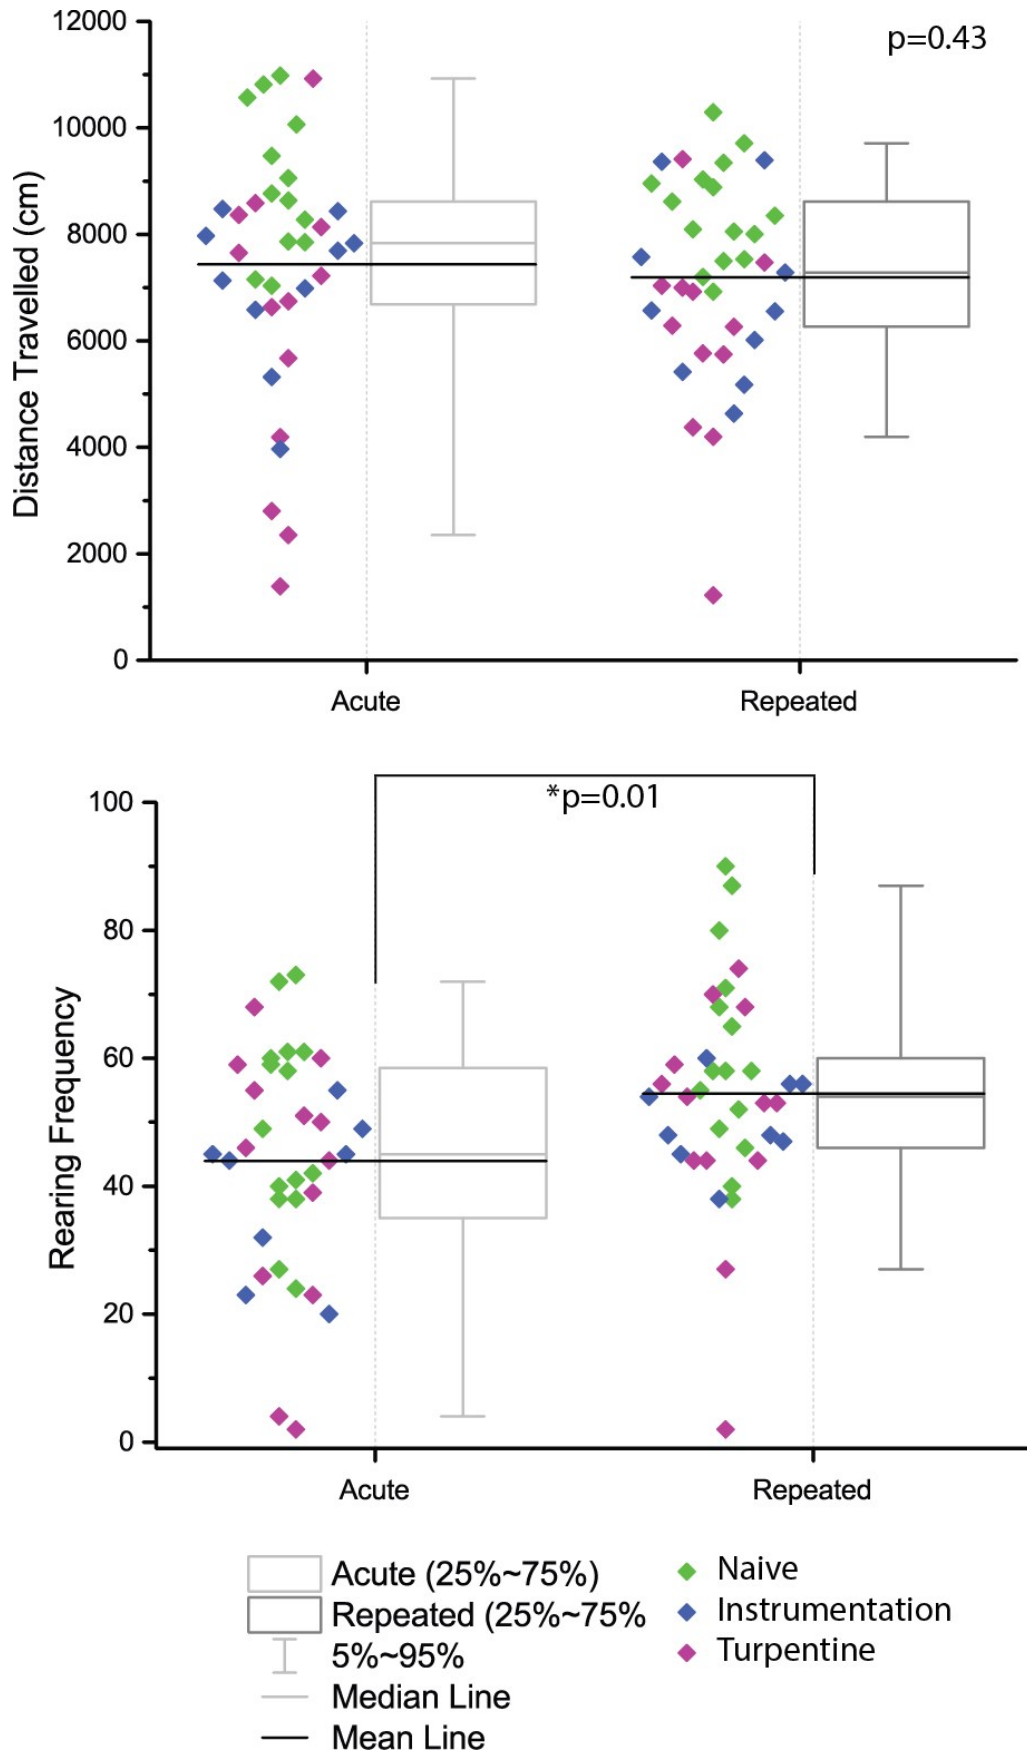 12000
p=0.43
10000
8000
6000
4000
2000
0
Distance Travelled (cm)
Acute Repeated
*p=0.01
100
80
60
40
20
0
Rearing Frequency
Acute Repeated
Acute (25%~75%)
Repeated (25%~75%
5%~95%
Median Line
Mean Line
Naive
Instrumentation
Turpentine